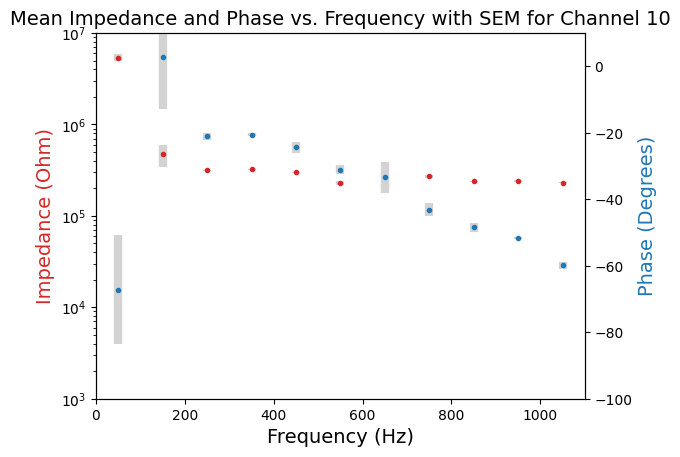 Mean Impedance and Phase vs. Frequency with SEM for Channel 10
Impedance (Ohm)
10^7
10^6
10^5
10^4
10^3
0
−20
−40
−60
−80
−100
Phase (Degrees)
0 200 400 600 800 1000
Frequency (Hz)